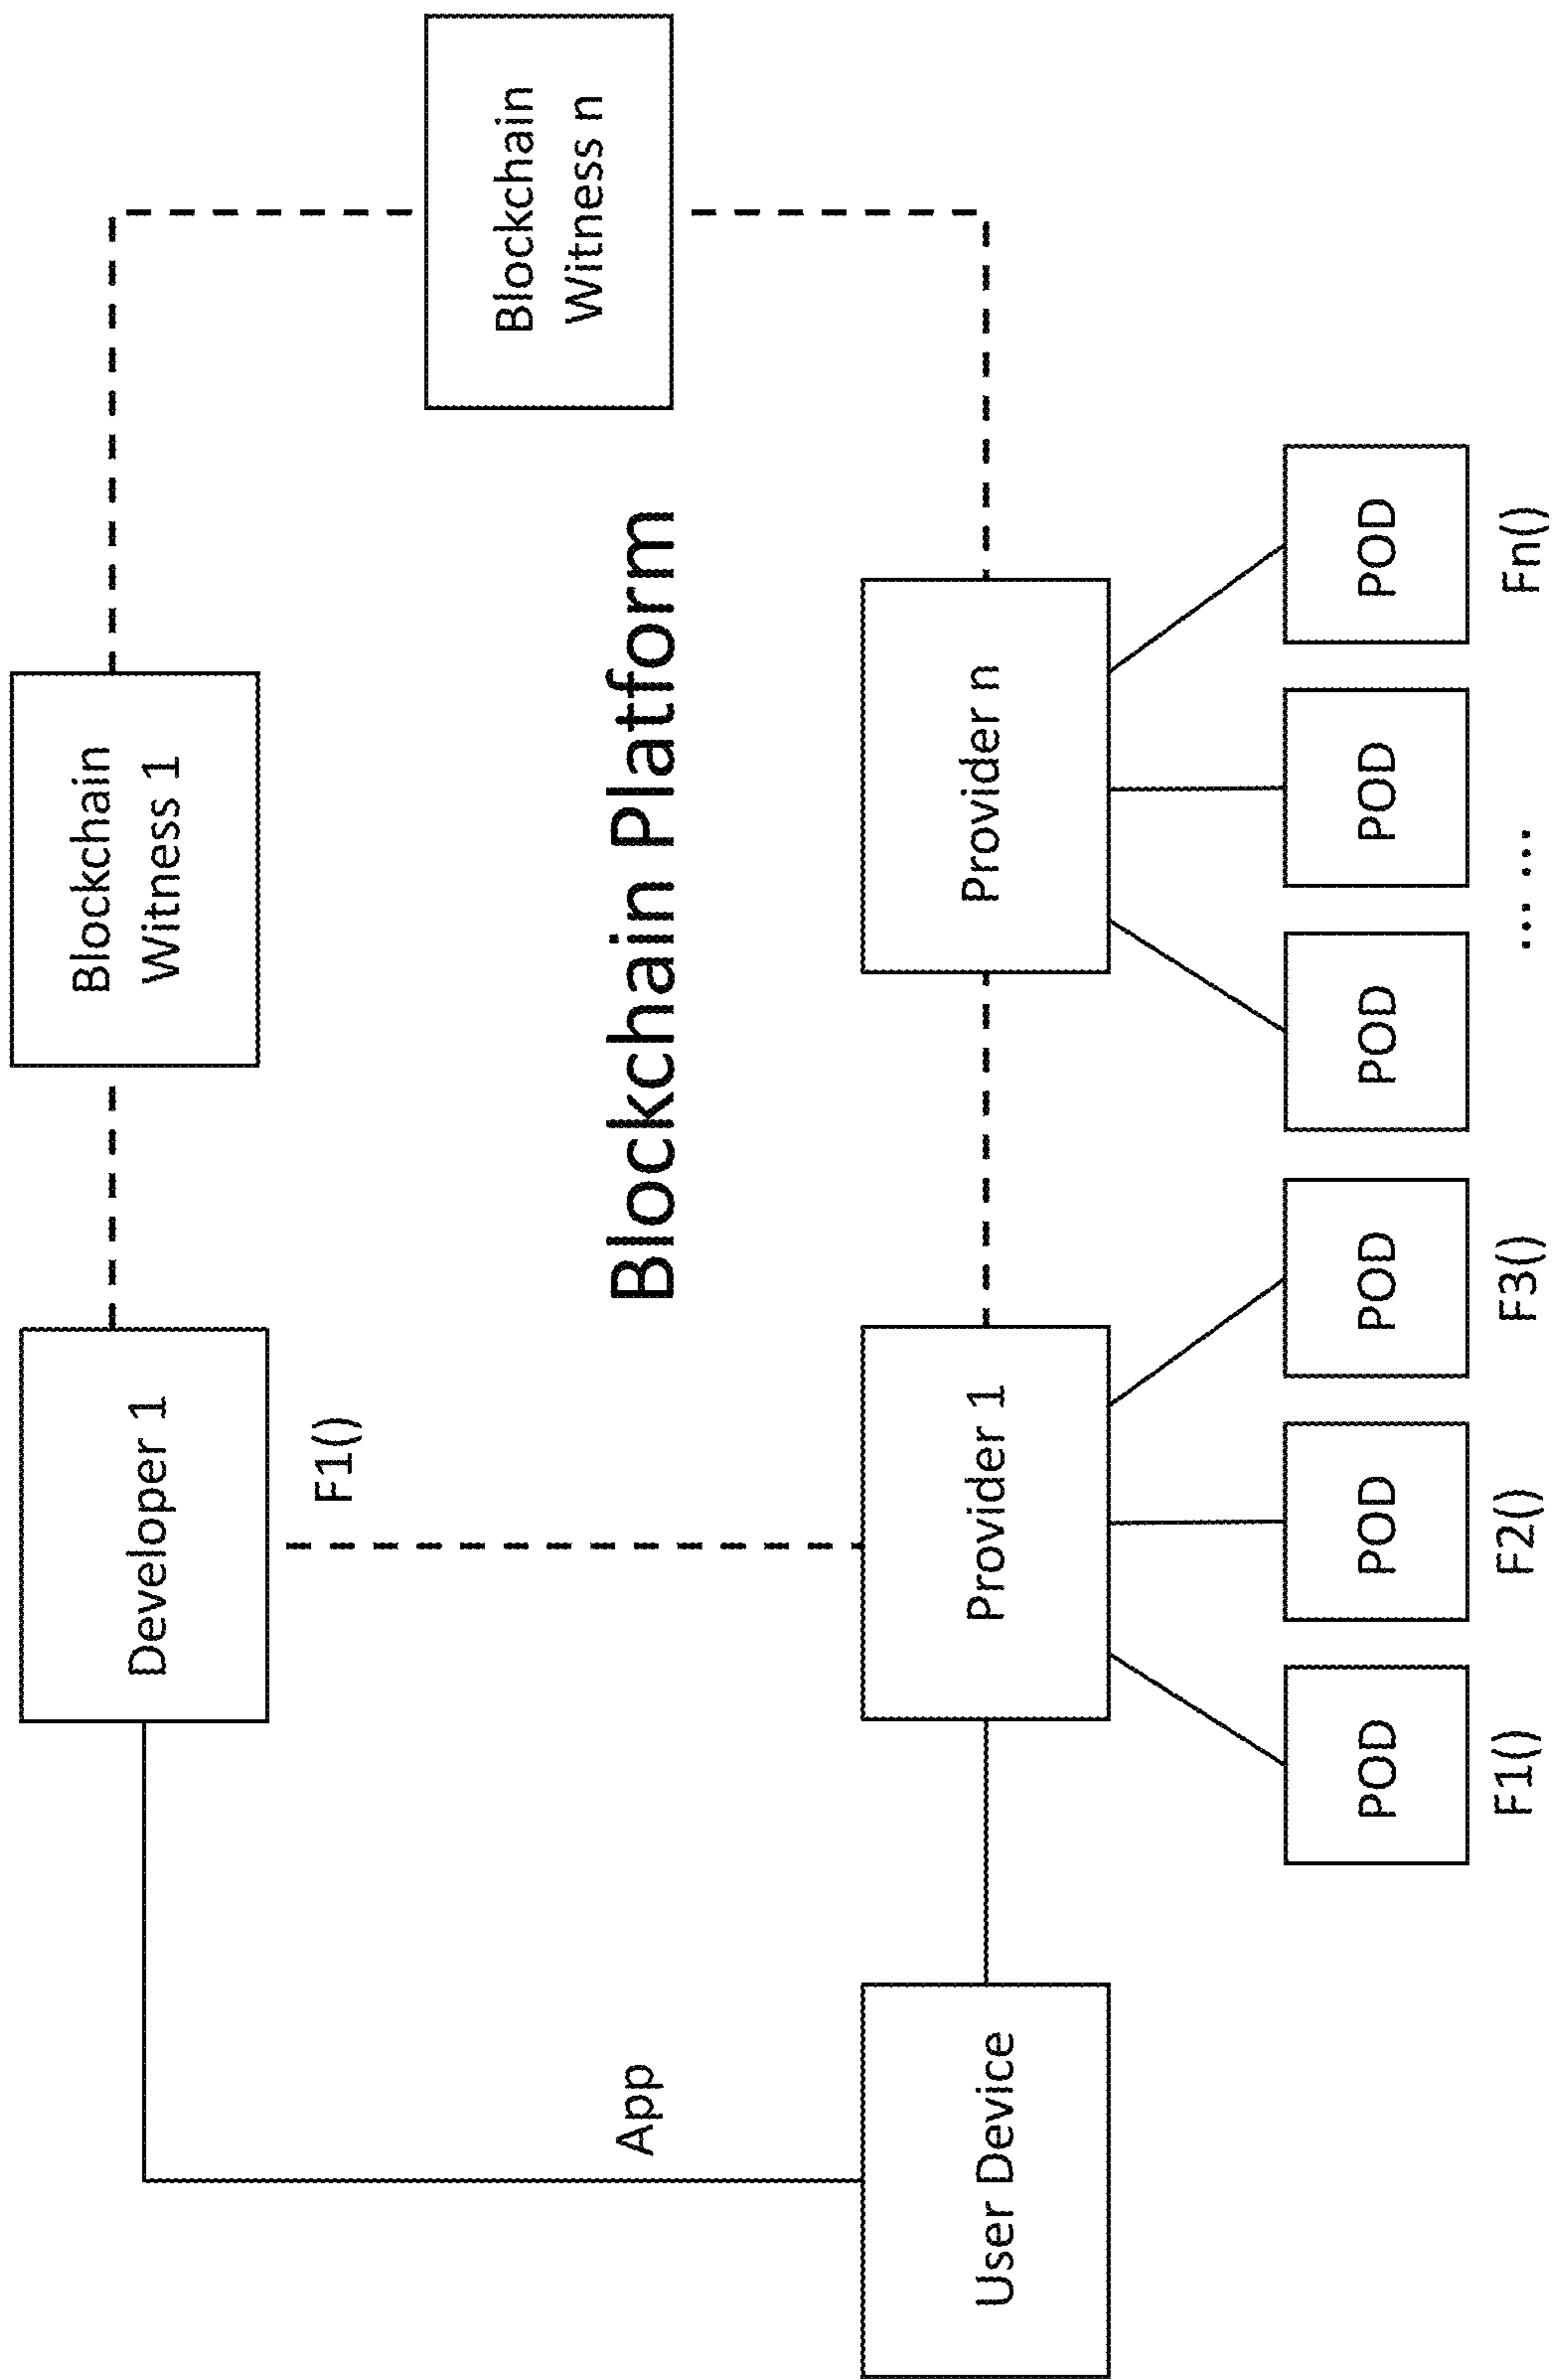 Developer 1
Blockchain
Witness 1
F1()
Blockchain
Witness n
App
Blockchain Platform
User Device
Provider 1
Provider n
POD
POD
POD
POD
POD
POD
F1()
F2()
F3()
... ...
Fn()